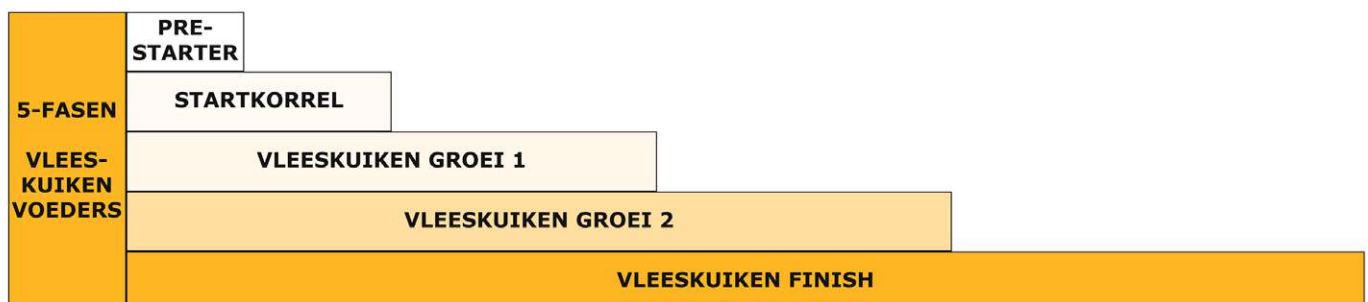 5-FASEN
VLEES-
KUIKEN
VOEDERS
PRE-
STARTER
STARTKORREL
VLEESKUIKEN GROEI 1
VLEESKUIKEN GROEI 2
VLEESKUIKEN FINISH